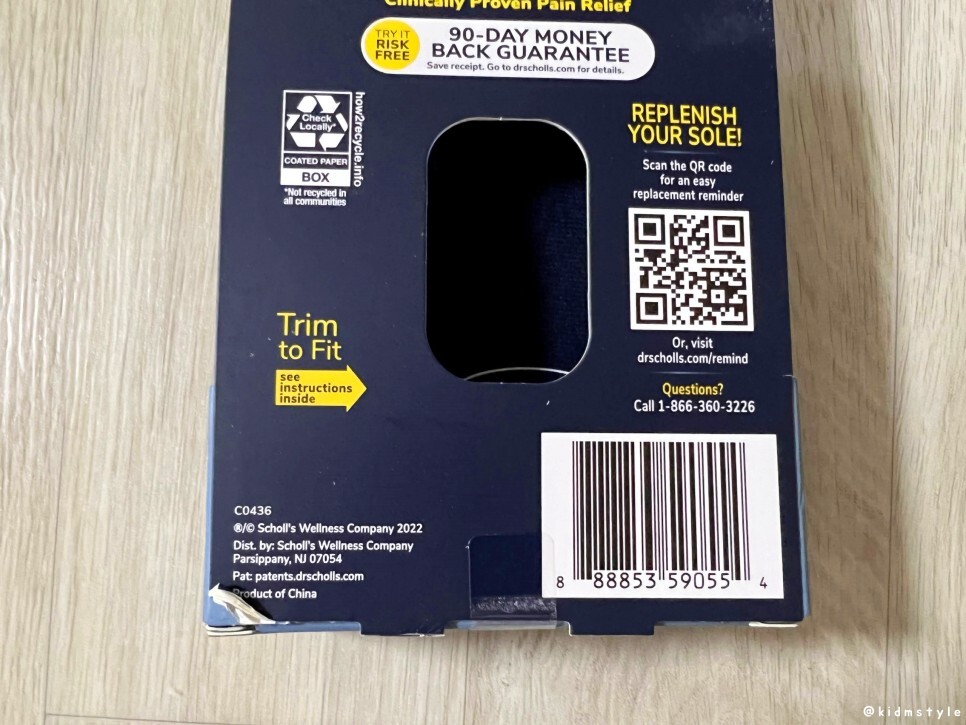 Clinically Proven Pain Relief
TRY IT
RISK
FREE
90-DAY MONEY
BACK GUARANTEE
Save receipt. Go to drscholls.com for details.
Check
Locally*
COATED PAPER
BOX
*Not recycled in
all communities
how2recycle.info
REPLENISH
YOUR SOLE!
Scan the QR code
for an easy
replacement reminder
Or, visit
drscholls.com/remind
Questions?
Call 1-866-360-3226
Trim
to Fit
see
instructions
inside
C0436
®/© Scholl's Wellness Company 2022
Dist. by: Scholl's Wellness Company
Parsippany, NJ 07054
Pat: patents.drscholls.com
Product of China
8 88853 59055 4
@kidmstyle